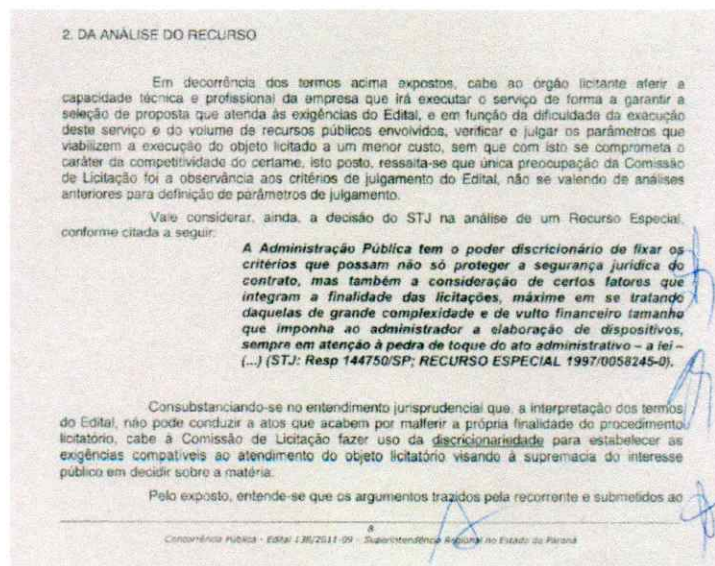 2. DA ANÁLISE DO RECURSO
Em decorrência dos termos acima expostos, cabe ao órgão licitante aferir a
capacidade técnica e profissional da empresa que irá executar o serviço de forma a garantir a
seleção de proposta que atenda às exigências do Edital, e em função da dificuldade da execução
deste serviço e do volume de recursos públicos envolvidos, verificar e julgar os parâmetros que
viabilizem a execução do objeto licitado a um menor custo, sem que com isto se comprometa o
caráter da competitividade do certame, isto posto, ressalta-se que única preocupação da Comissão
de Licitação foi a observância aos critérios de julgamento do Edital, não se valendo de análises
anteriores para definição de parâmetros de julgamento.
Vale considerar, ainda, a decisão do STJ na análise de um Recurso Especial,
conforme citada a seguir:
A Administração Pública tem o poder discricionário de fixar os
critérios que possam não só proteger a segurança jurídica do
contrato, mas também a consideração de certos fatores que
integram a finalidade das licitações, máxime em se tratando
daquelas de grande complexidade e de vulto financeiro tamanho
que imponha ao administrador a elaboração de dispositivos,
sempre em atenção à pedra de toque do ato administrativo – a lei –
(...) (STJ: Resp 144750/SP; RECURSO ESPECIAL 1997/0058245-0).
Consubstanciando-se no entendimento jurisprudencial que, a interpretação dos termos
do Edital, não pode conduzir a atos que acabem por malferir a própria finalidade do procedimento
licitatório, cabe à Comissão de Licitação fazer uso da discricionariedade para estabelecer as
exigências compatíveis ao atendimento do objeto licitatório visando à supremacia do interesse
público em decidir sobre a matéria.
Pelo exposto, entende-se que os argumentos trazidos pela recorrente e submetidos ao
8
Concorrência Pública - Edital 138/2011-09 - Superintendência Regional no Estado do Paraná